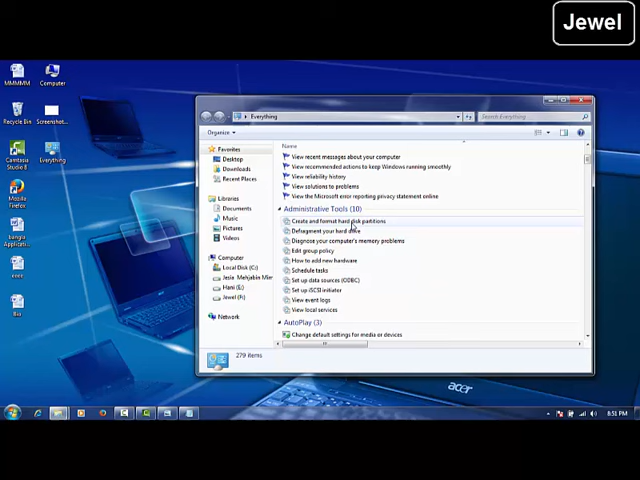 Jewel
MMMMM
Computer
Recycle Bin
Screenshot...
Camtasia
Studio 8
Everything
Mozilla
Firefox
bangla
Applicati...
Everything
Search Everything
Organize
Favorites
Desktop
Downloads
Recent Places
Libraries
Documents
Music
Pictures
Videos
Computer
Local Disk (C:)
Jesia Mehjabin Mier
Hani (E:)
Jewel (F:)
Network
Name
View recent messages about your computer
View recommended actions to keep Windows running smoothly
View reliability history
View solutions to problems
View the Microsoft error reporting privacy statement online
Administrative Tools (10)
Create and format hard disk partitions
Defragment your hard drive
Diagnose your computer's memory problems
Edit group policy
How to add new hardware
Schedule tasks
Set up data sources (ODBC)
Set up iSCSI initiator
View event logs
View local services
AutoPlay (3)
Change default settings for media or devices
279 items
acer
8:51 PM